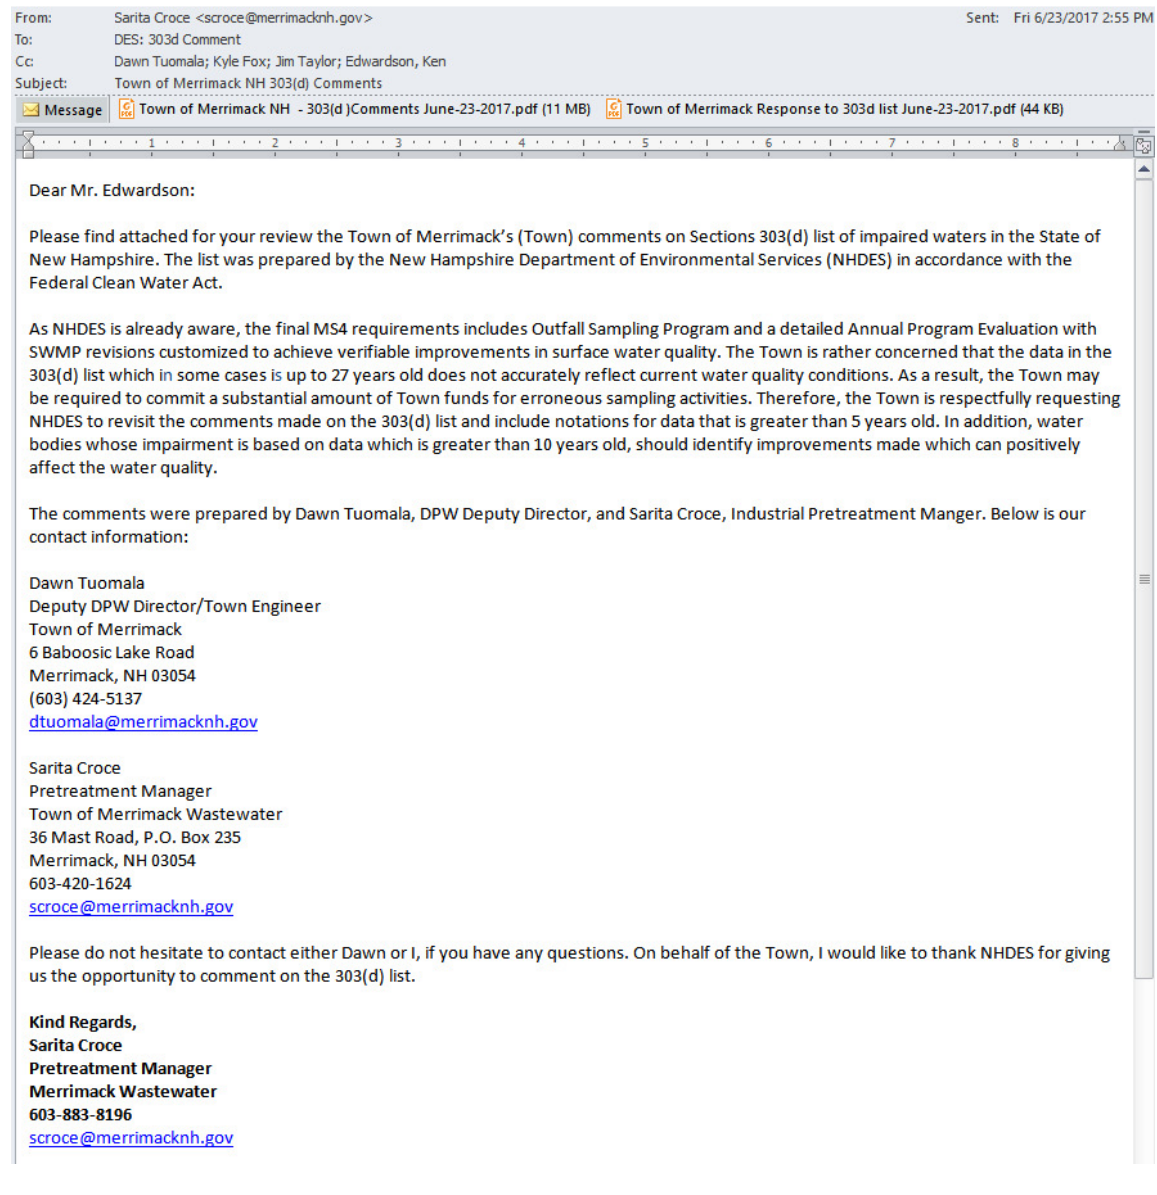 From: Sarita Croce <scroce@merrimacknh.gov> Sent: Fri 6/23/2017 2:55 PM
To: DES: 303d Comment
Cc: Dawn Tuomala; Kyle Fox; Jim Taylor; Edwardson, Ken
Subject: Town of Merrimack NH 303(d) Comments
Message Town of Merrimack NH - 303(d )Comments June-23-2017.pdf (11 MB) Town of Merrimack Response to 303d list June-23-2017.pdf (44 KB)
1 2 3 4 5 6 7 8
Dear Mr. Edwardson:
Please find attached for your review the Town of Merrimack's (Town) comments on Sections 303(d) list of impaired waters in the State of
New Hampshire. The list was prepared by the New Hampshire Department of Environmental Services (NHDES) in accordance with the
Federal Clean Water Act.
As NHDES is already aware, the final MS4 requirements includes Outfall Sampling Program and a detailed Annual Program Evaluation with
SWMP revisions customized to achieve verifiable improvements in surface water quality. The Town is rather concerned that the data in the
303(d) list which in some cases is up to 27 years old does not accurately reflect current water quality conditions. As a result, the Town may
be required to commit a substantial amount of Town funds for erroneous sampling activities. Therefore, the Town is respectfully requesting
NHDES to revisit the comments made on the 303(d) list and include notations for data that is greater than 5 years old. In addition, water
bodies whose impairment is based on data which is greater than 10 years old, should identify improvements made which can positively
affect the water quality.
The comments were prepared by Dawn Tuomala, DPW Deputy Director, and Sarita Croce, Industrial Pretreatment Manger. Below is our
contact information:
Dawn Tuomala
Deputy DPW Director/Town Engineer
Town of Merrimack
6 Baboosic Lake Road
Merrimack, NH 03054
(603) 424-5137
dtuomala@merrimacknh.gov
Sarita Croce
Pretreatment Manager
Town of Merrimack Wastewater
36 Mast Road, P.O. Box 235
Merrimack, NH 03054
603-420-1624
scroce@merrimacknh.gov
Please do not hesitate to contact either Dawn or I, if you have any questions. On behalf of the Town, I would like to thank NHDES for giving
us the opportunity to comment on the 303(d) list.
Kind Regards,
Sarita Croce
Pretreatment Manager
Merrimack Wastewater
603-883-8196
scroce@merrimacknh.gov